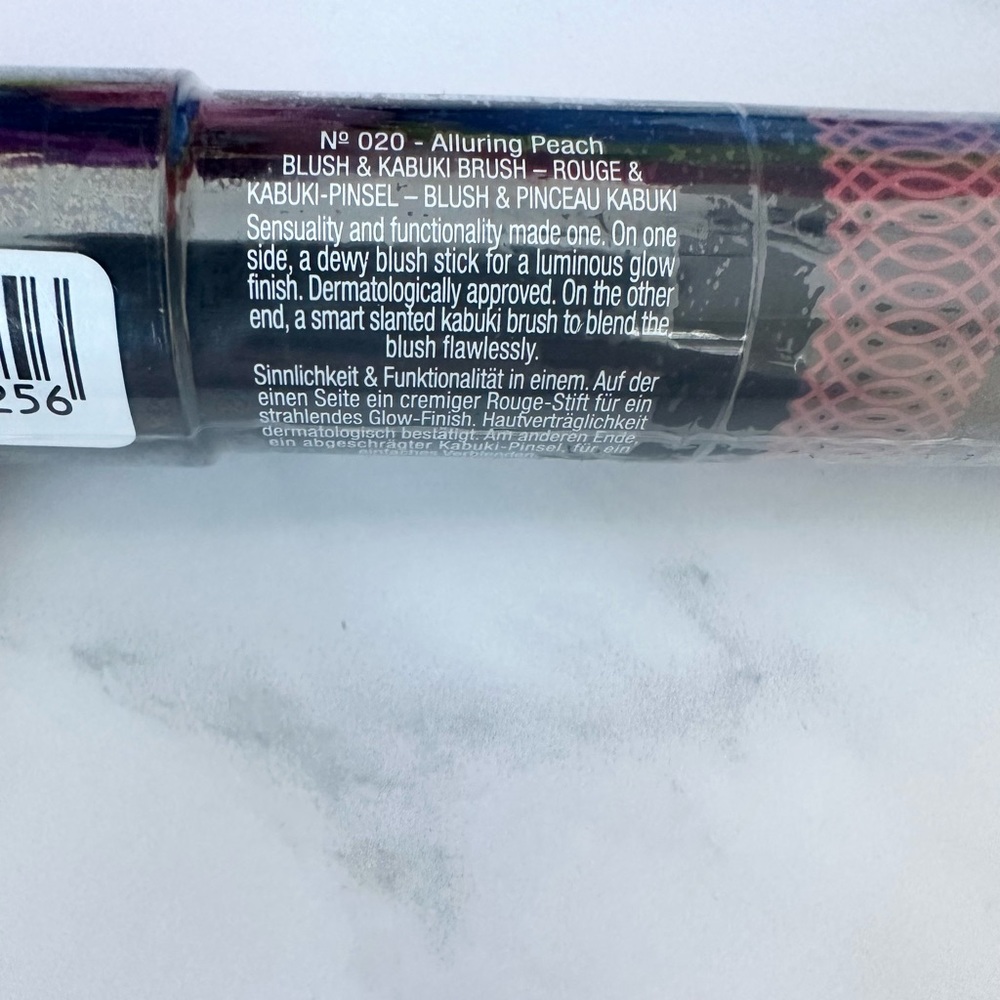 Nº 020 - Alluring Peach
BLUSH & KABUKI BRUSH – ROUGE &
KABUKI-PINSEL – BLUSH & PINCEAU KABUKI
Sensuality and functionality made one. On one
side, a dewy blush stick for a luminous glow
finish. Dermatologically approved. On the other
end, a smart slanted kabuki brush to blend the
blush flawlessly.
Sinnlichkeit & Funktionalität in einem. Auf der
einen Seite ein cremiger Rouge-Stift für ein
strahlendes Glow-Finish. Hautverträglichkeit
dermatologisch bestätigt. Am anderen Ende,
ein abgeschrägter Kabuki-Pinsel, für ein
einfaches Verblenden.
256